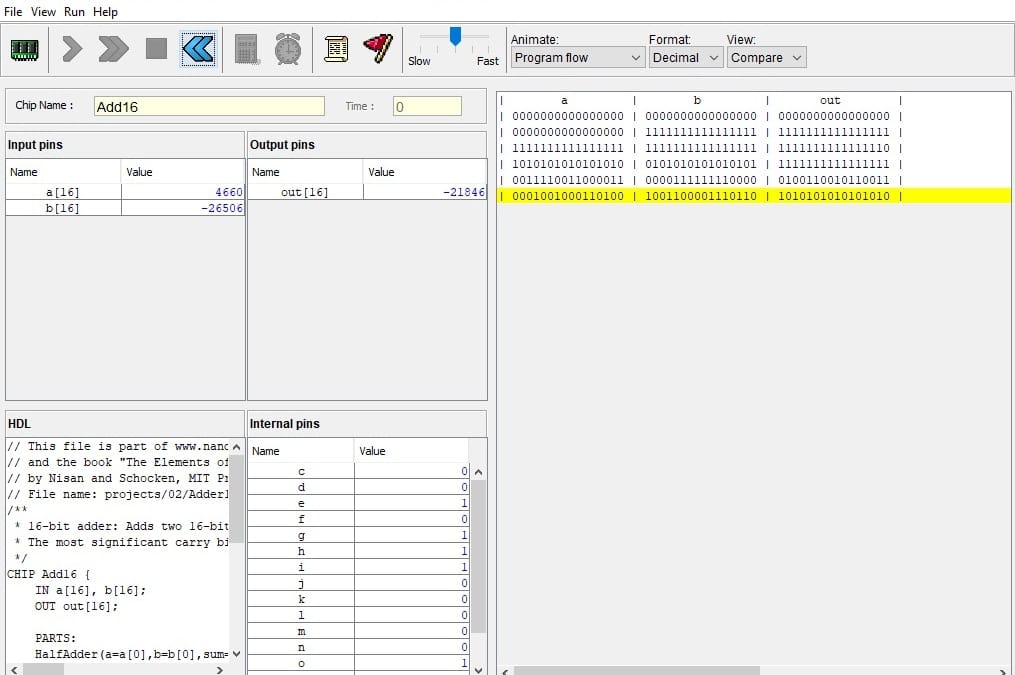 File View Run Help
Slow Fast
Animate:
Program flow
Format:
Decimal
View:
Compare
Chip Name : Add16 Time : 0
Input pins
Name Value
a[16] 4660
b[16] -26506
Output pins
Name Value
out[16] -21846
HDL
// This file is part of www.nand
// and the book "The Elements of
// by Nisan and Schocken, MIT Pr
// File name: projects/02/Adder1
/**
* 16-bit adder: Adds two 16-bit
* The most significant carry bi
*/
CHIP Add16 {
IN a[16], b[16];
OUT out[16];
PARTS:
HalfAdder(a=a[0],b=b[0],sum=
Internal pins
Name Value
c 0
d 0
e 1
f 0
g 1
h 1
i 1
j 0
k 0
l 0
m 0
n 0
o 1
| a | b | out |
| 0000000000000000 | 0000000000000000 | 0000000000000000 |
| 0000000000000000 | 1111111111111111 | 1111111111111111 |
| 1111111111111111 | 1111111111111111 | 1111111111111110 |
| 1010101010101010 | 0101010101010101 | 1111111111111111 |
| 0011110011000011 | 0000111111110000 | 0100110010110011 |
| 0001001000110100 | 1001100001110110 | 1010101010101010 |